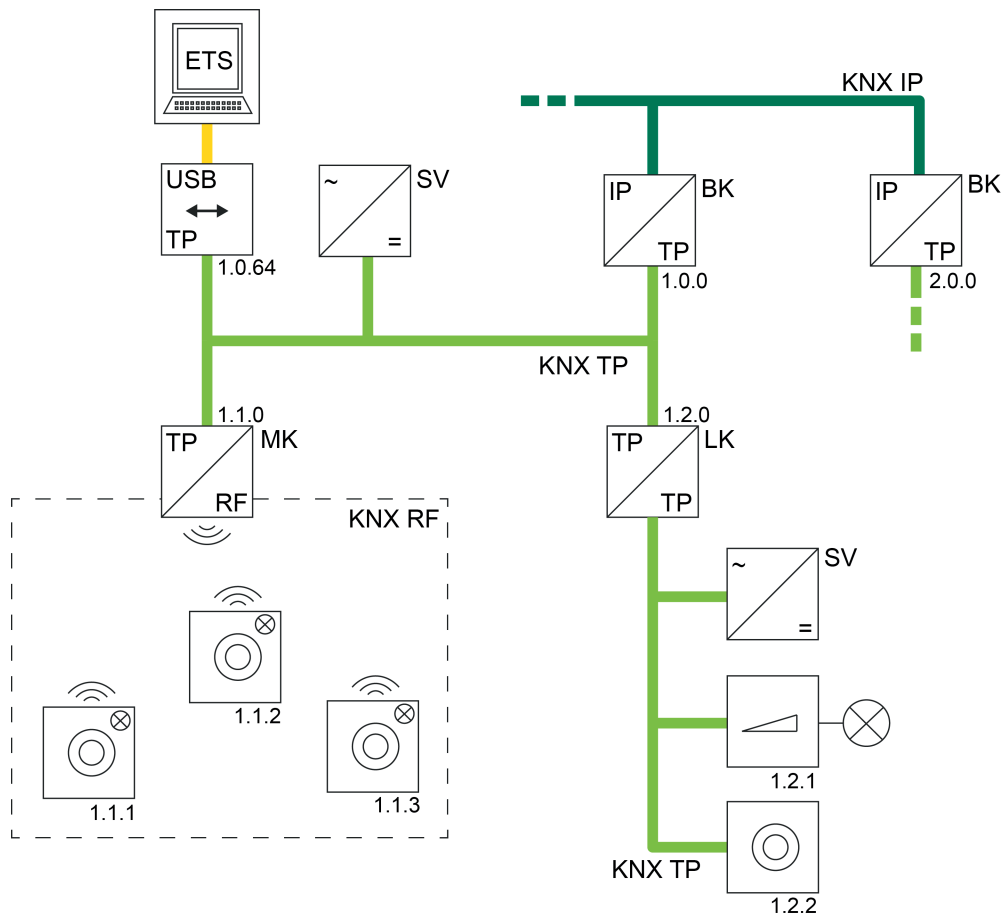 ETS
KNX IP
USB
TP
1.0.64
~
=
SV
IP
TP
BK
1.0.0
IP
TP
BK
2.0.0
KNX TP
1.1.0
TP
RF
MK
1.2.0
TP
TP
LK
KNX RF
~
=
SV
1.1.2
1.1.1
1.1.3
1.2.1
KNX TP
1.2.2